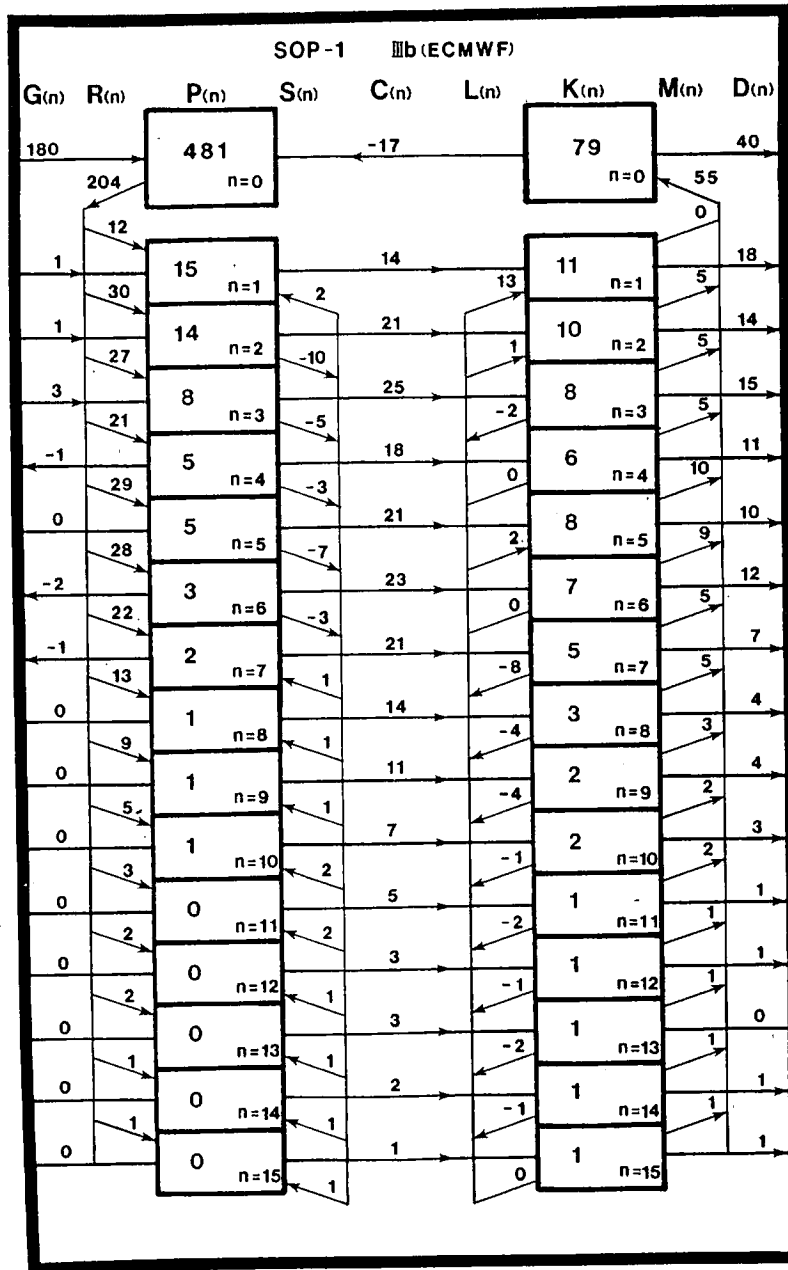 SOP-1 Ⅲb(ECMWF)
G(n) R(n) P(n) S(n) C(n) L(n) K(n) M(n) D(n)
180 481 -17 79 40
n=0 n=0
204 55
12 0
1 15 14 11 18
n=1 n=1
30 2 13 5
1 14 21 10 14
n=2 n=2
27 -10 1 5
3 8 25 8 15
n=3 n=3
21 -5 -2 5
-1 5 18 6 11
n=4 n=4
29 -3 0 10
0 5 21 8 10
n=5 n=5
28 -7 2 9
-2 3 23 7 12
n=6 n=6
22 -3 0 5
-1 2 21 5 7
n=7 n=7
13 1 -8 5
0 1 14 3 4
n=8 n=8
9 1 -4 3
0 1 11 2 4
n=9 n=9
5 1 -4 2
0 1 7 2 3
n=10 n=10
3 2 -1 2
0 0 5 1 1
n=11 n=11
2 2 -2 1
0 0 3 1 1
n=12 n=12
2 1 -1 1
0 0 3 1 0
n=13 n=13
1 1 -2 1
0 0 2 1 1
n=14 n=14
1 1 -1 1
0 0 1 1 1
n=15 n=15
1 0